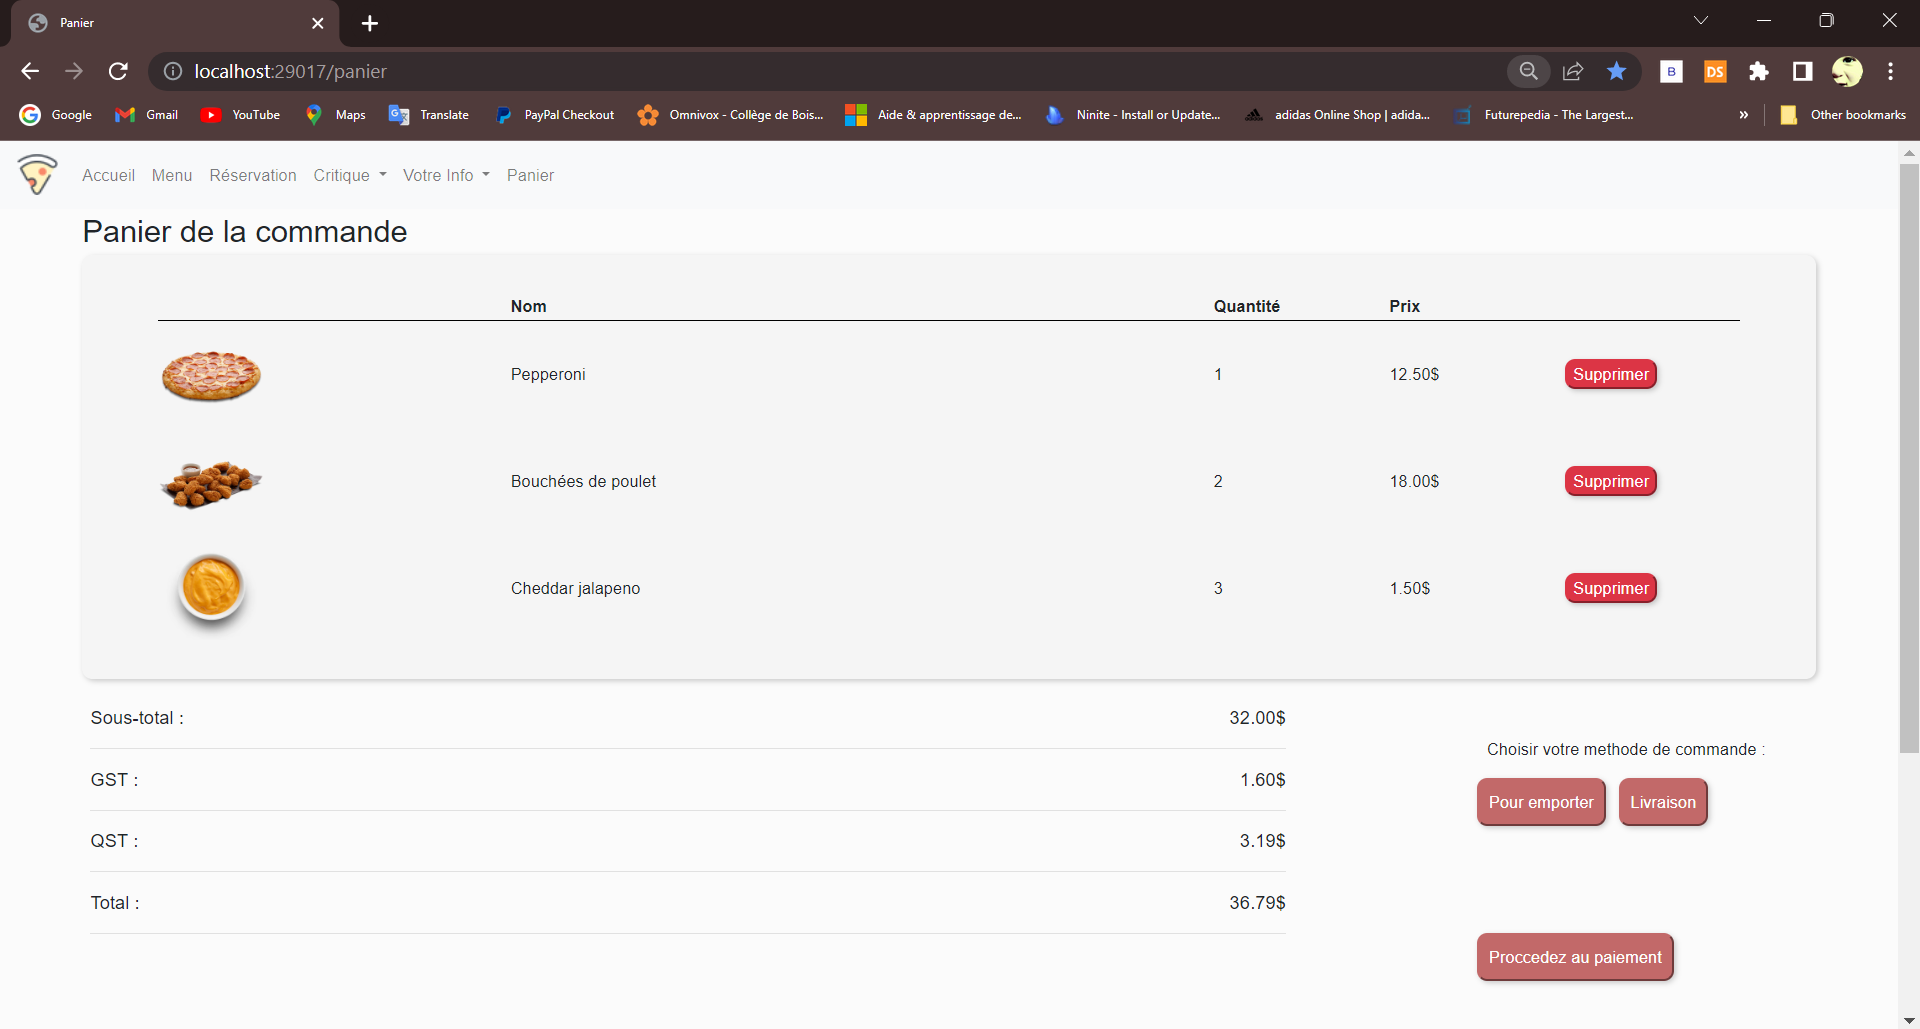 Panier
localhost:29017/panier
B DS
Google Gmail YouTube Maps Translate PayPal Checkout Omnivox - Collège de Bois... Aide & apprentissage de... Ninite - Install or Update... adidas Online Shop | adida... Futurepedia - The Largest... » Other bookmarks
Accueil Menu Réservation Critique Votre Info Panier
Panier de la commande
Nom Quantité Prix
Pepperoni 1 12.50$ Supprimer
Bouchées de poulet 2 18.00$ Supprimer
Cheddar jalapeno 3 1.50$ Supprimer
Sous-total : 32.00$
Choisir votre methode de commande :
GST : 1.60$
Pour emporter Livraison
QST : 3.19$
Total : 36.79$
Proccedez au paiement